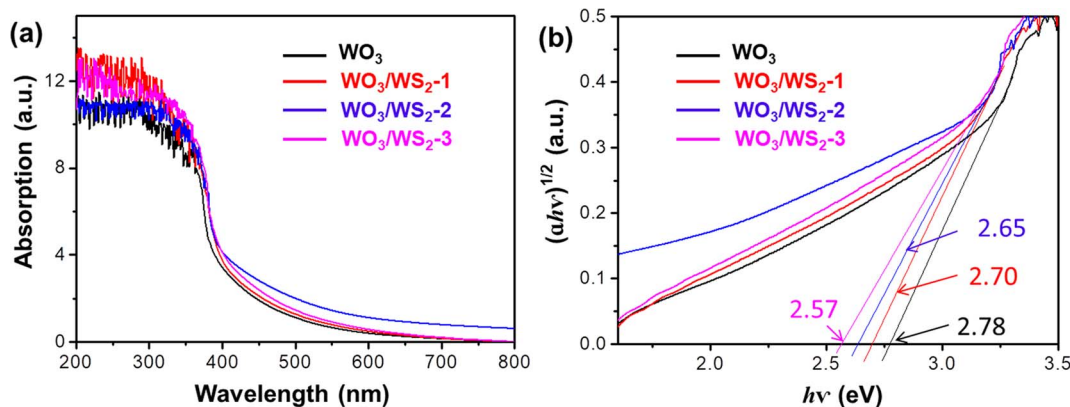 (a)
WO₃
WO₃/WS₂-1
WO₃/WS₂-2
WO₃/WS₂-3
Absorption (a.u.)
12
8
4
0
200 300 400 500 600 700 800
Wavelength (nm)
(b)
WO₃
WO₃/WS₂-1
WO₃/WS₂-2
WO₃/WS₂-3
(αhν)^1/2 (a.u.)
0.5
0.4
0.3
0.2
0.1
0.0
2.65
2.70
2.57
2.78
2.0 2.5 3.0 3.5
hν (eV)